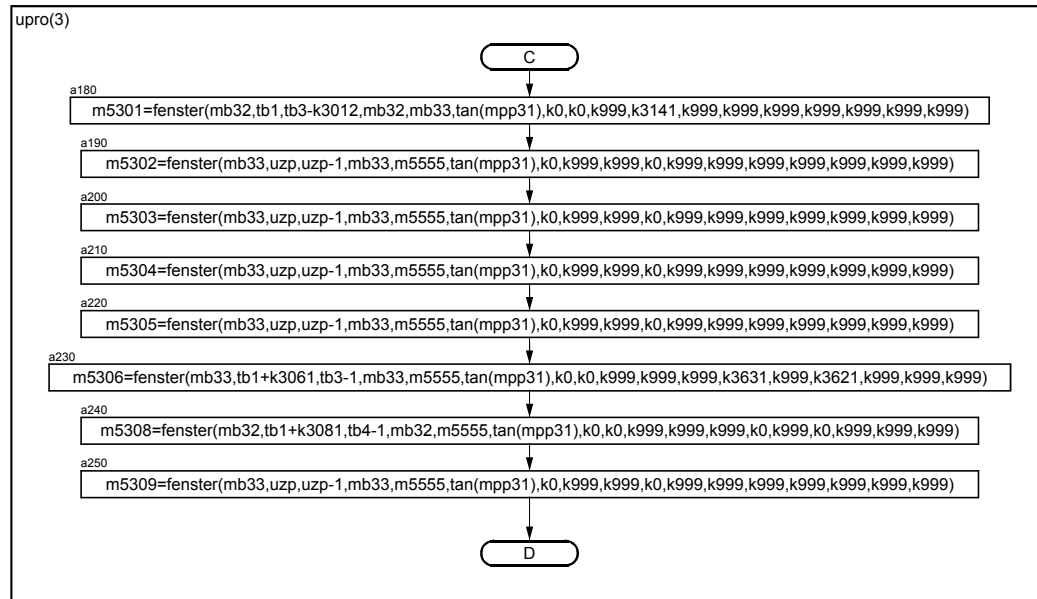 upro(3)
C
a180
m5301=fenster(mb32,tb1,tb3-k3012,mb32,mb33,tan(mpp31),k0,k0,k999,k3141,k999,k999,k999,k999,k999,k999,k999)
a190
m5302=fenster(mb33,uzp,uzp-1,mb33,m5555,tan(mpp31),k0,k999,k999,k0,k999,k999,k999,k999,k999,k999,k999)
a200
m5303=fenster(mb33,uzp,uzp-1,mb33,m5555,tan(mpp31),k0,k999,k999,k0,k999,k999,k999,k999,k999,k999,k999)
a210
m5304=fenster(mb33,uzp,uzp-1,mb33,m5555,tan(mpp31),k0,k999,k999,k0,k999,k999,k999,k999,k999,k999,k999)
a220
m5305=fenster(mb33,uzp,uzp-1,mb33,m5555,tan(mpp31),k0,k999,k999,k0,k999,k999,k999,k999,k999,k999,k999)
a230
m5306=fenster(mb33,tb1+k3061,tb3-1,mb33,m5555,tan(mpp31),k0,k0,k999,k999,k999,k3631,k999,k3621,k999,k999,k999)
a240
m5308=fenster(mb32,tb1+k3081,tb4-1,mb32,m5555,tan(mpp31),k0,k0,k999,k999,k999,k0,k999,k0,k999,k999,k999)
a250
m5309=fenster(mb33,uzp,uzp-1,mb33,m5555,tan(mpp31),k0,k999,k999,k0,k999,k999,k999,k999,k999,k999,k999)
D